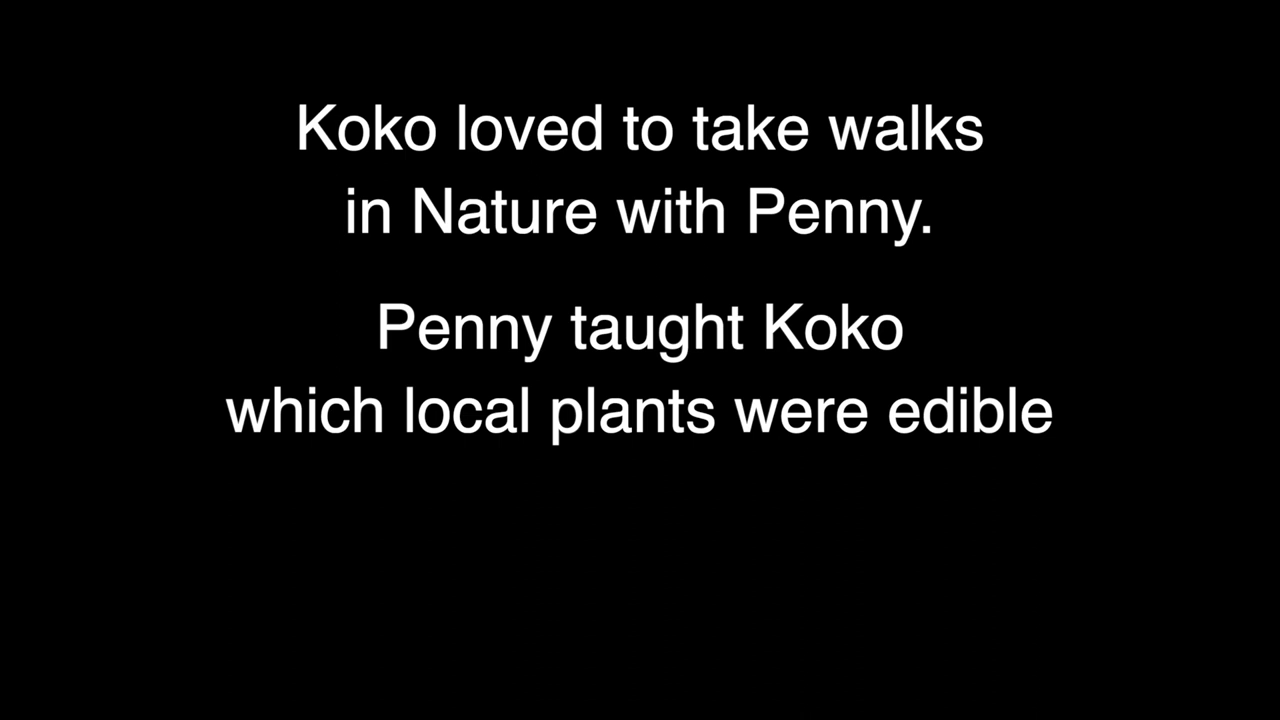 Koko loved to take walks
in Nature with Penny.
Penny taught Koko
which local plants were edible